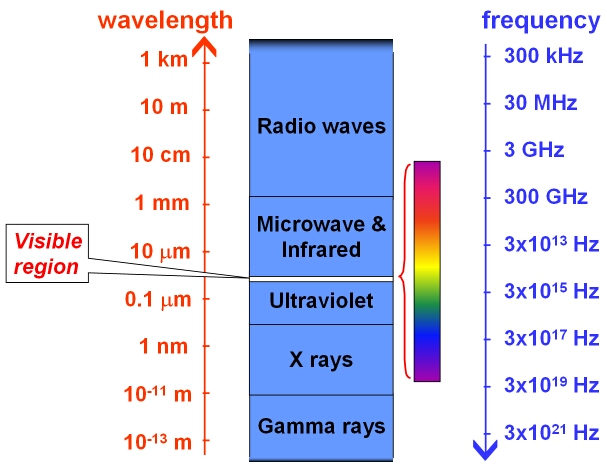 wavelength
frequency
1 km
10 m
10 cm
1 mm
10 μm
0.1 μm
1 nm
10⁻¹¹ m
10⁻¹³ m
Visible
region
Radio waves
Microwave &
Infrared
Ultraviolet
X rays
Gamma rays
300 kHz
30 MHz
3 GHz
300 GHz
3x10¹³ Hz
3x10¹⁵ Hz
3x10¹⁷ Hz
3x10¹⁹ Hz
3x10²¹ Hz